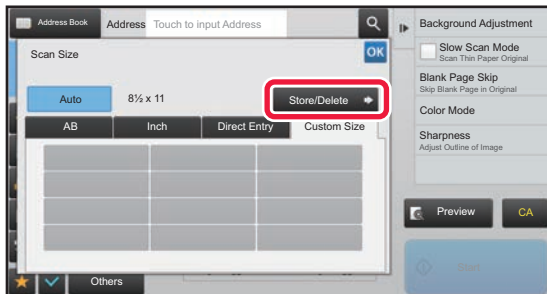 Address Book
Address Touch to input Address
Scan Size
OK
Auto
8½ x 11
Store/Delete
AB
Inch
Direct Entry
Custom Size
Others
Background Adjustment
Slow Scan Mode
Scan Thin Paper Original
Blank Page Skip
Skip Blank Page in Original
Color Mode
Sharpness
Adjust Outline of Image
Preview
CA
Start